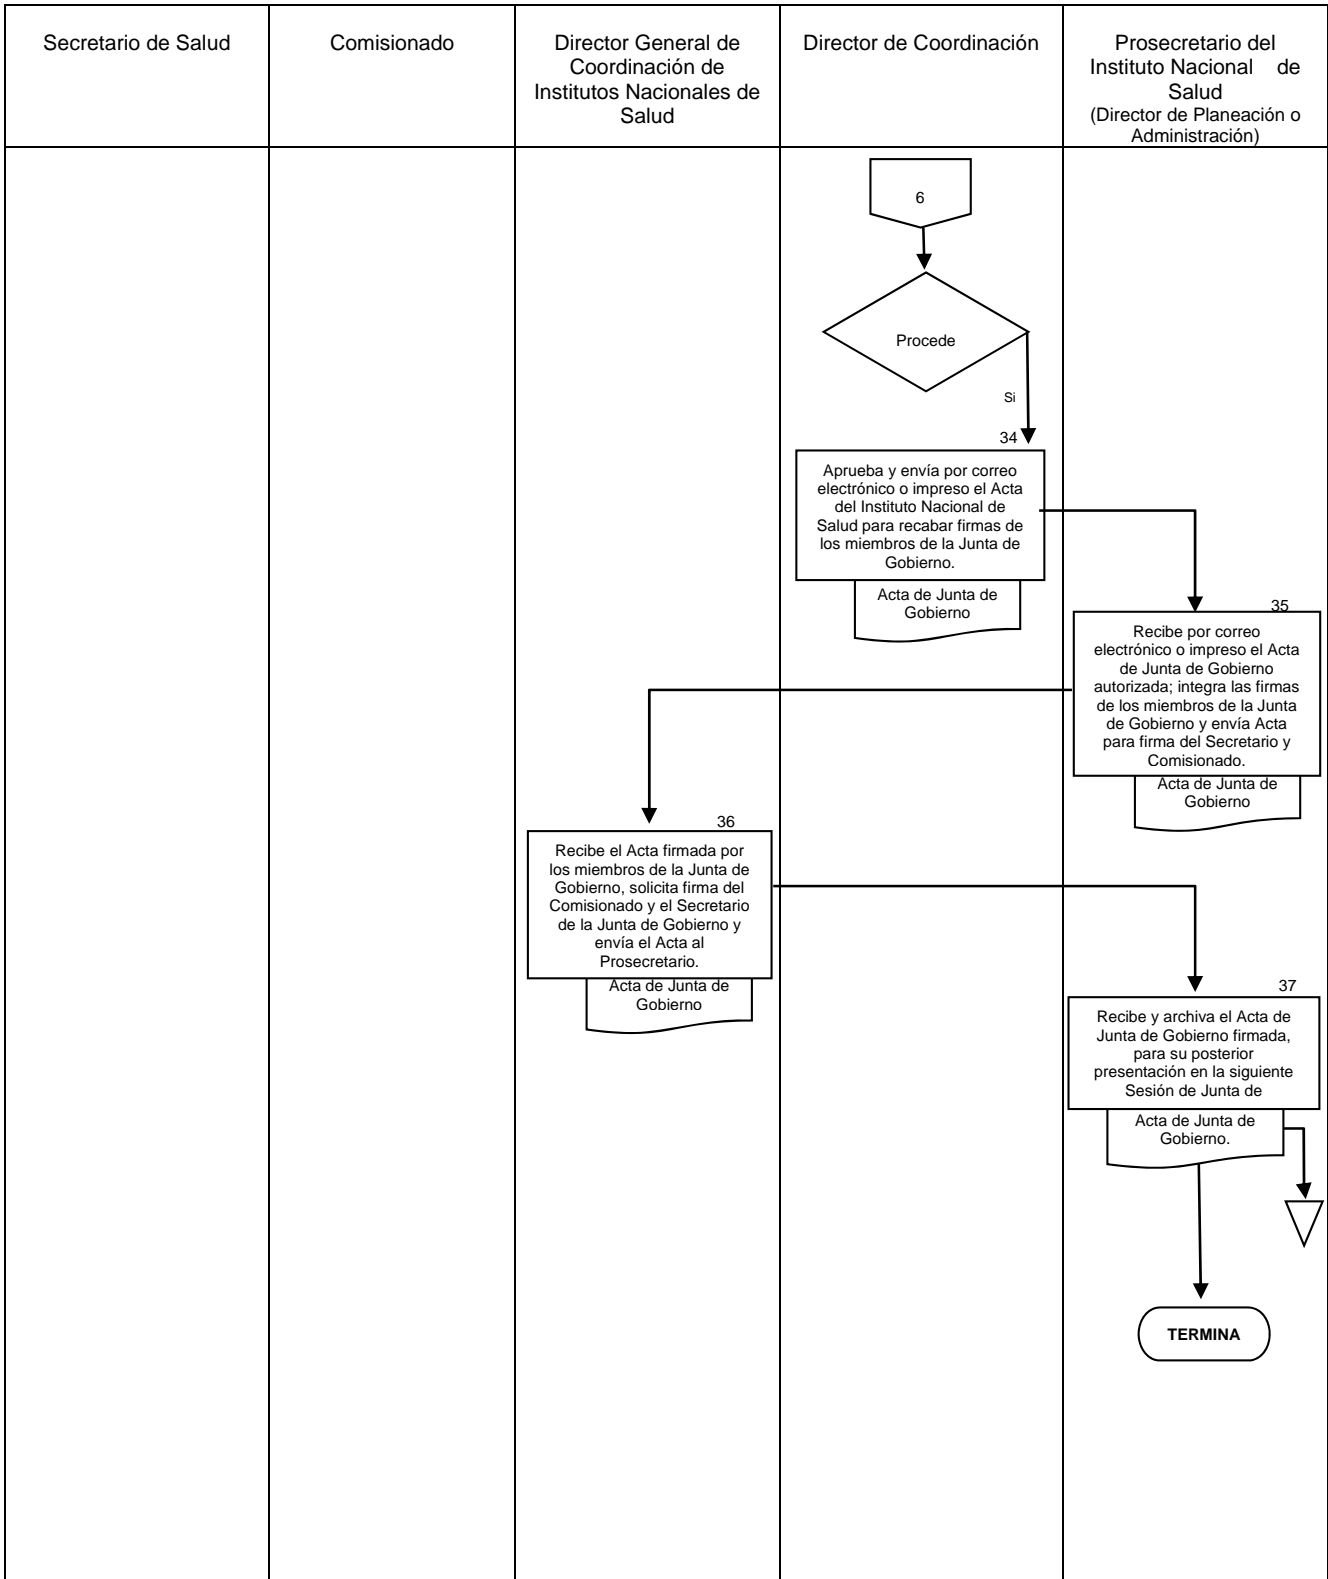 Secretario de Salud
Comisionado
Director General de
Coordinación de
Institutos Nacionales de
Salud
Director de Coordinación
Prosecretario del
Instituto Nacional de
Salud
(Director de Planeación o
Administración)
6
Procede
Si
34
Aprueba y envía por correo
electrónico o impreso el Acta
del Instituto Nacional de
Salud para recabar firmas de
los miembros de la Junta de
Gobierno.
Acta de Junta de
Gobierno
35
Recibe por correo
electrónico o impreso el Acta
de Junta de Gobierno
autorizada; integra las firmas
de los miembros de la Junta
de Gobierno y envía Acta
para firma del Secretario y
Comisionado.
Acta de Junta de
Gobierno
36
Recibe el Acta firmada por
los miembros de la Junta de
Gobierno, solicita firma del
Comisionado y el Secretario
de la Junta de Gobierno y
envía el Acta al
Prosecretario.
Acta de Junta de
Gobierno
37
Recibe y archiva el Acta de
Junta de Gobierno firmada,
para su posterior
presentación en la siguiente
Sesión de Junta de
Acta de Junta de
Gobierno.
TERMINA